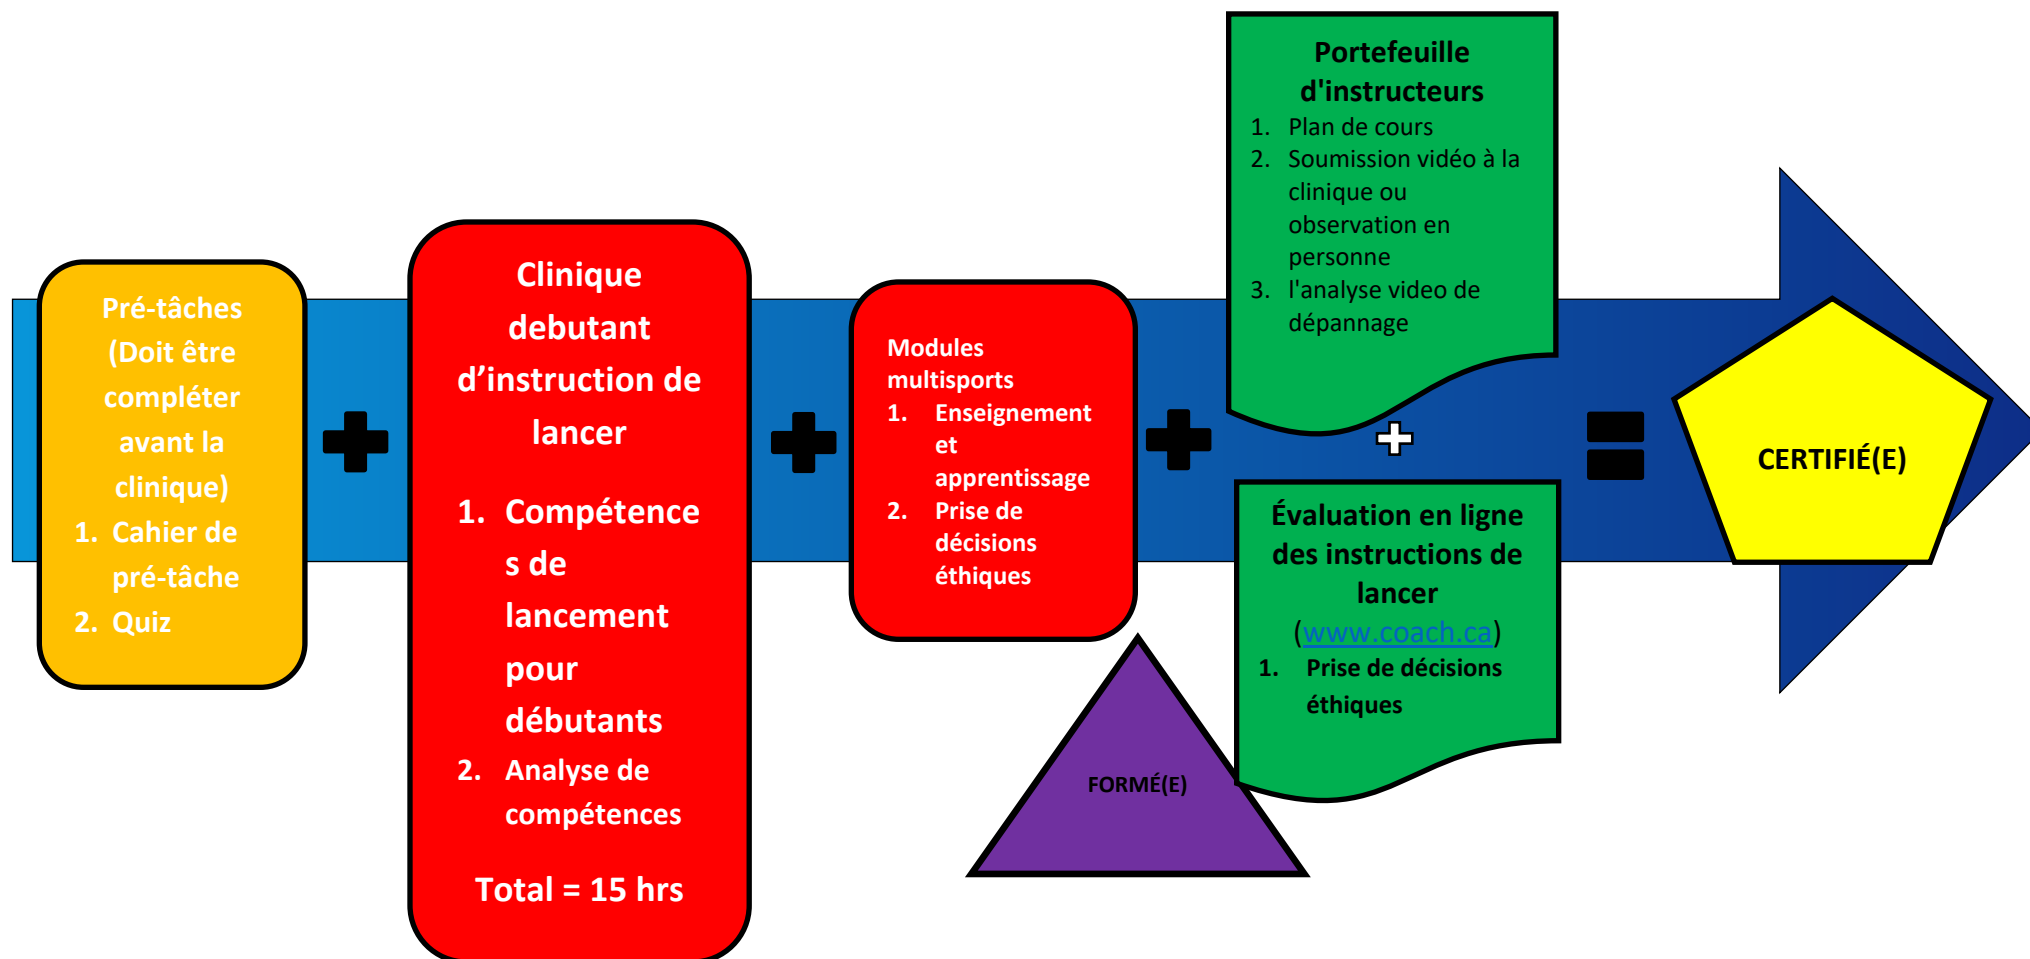 Pré-tâches
(Doit être
compléter
avant la
clinique)
1. Cahier de
pré-tâche
2. Quiz
Clinique
debutant
d’instruction de
lancer
1. Compétence
s de
lancement
pour
débutants
2. Analyse de
compétences
Total = 15 hrs
Modules
multisports
1. Enseignement
et
apprentissage
2. Prise de
décisions
éthiques
FORMÉ(E)
Portefeuille
d'instructeurs
1. Plan de cours
2. Soumission vidéo à la
clinique ou
observation en
personne
3. l'analyse video de
dépannage
Évaluation en ligne
des instructions de
lancer
(www.coach.ca)
1. Prise de décisions
éthiques
CERTIFIÉ(E)